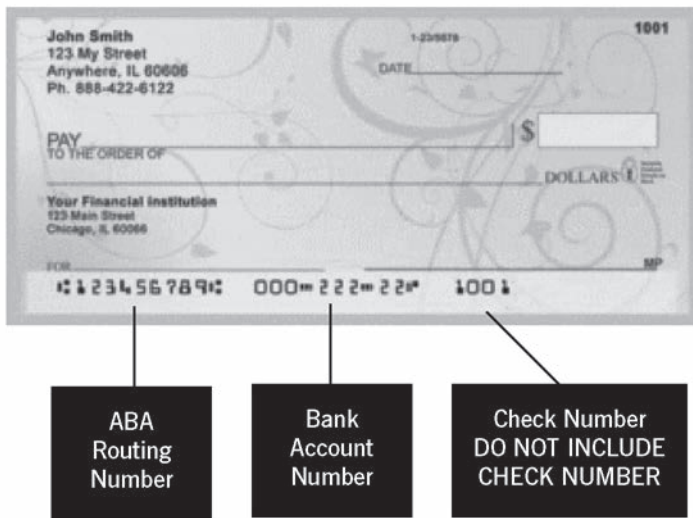 John Smith
123 My Street
Anywhere, IL 60606
Ph. 888-422-6122
1-23/5678
1001
DATE
PAY
TO THE ORDER OF
$
DOLLARS
Your Financial Institution
123 Main Street
Chicago, IL 60066
FOR
MP
⑆123456789⑆ 000⑉222⑉22⑈ 1001
ABA
Routing
Number
Bank
Account
Number
Check Number
DO NOT INCLUDE
CHECK NUMBER